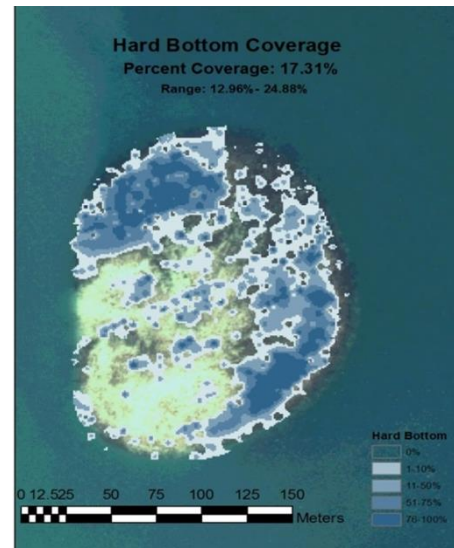 Hard Bottom Coverage
Percent Coverage: 17.31%
Range: 12.96%- 24.88%
Hard Bottom
0%
1-10%
11-50%
51-75%
76-100%
0 12.525 50 75 100 125 150
Meters